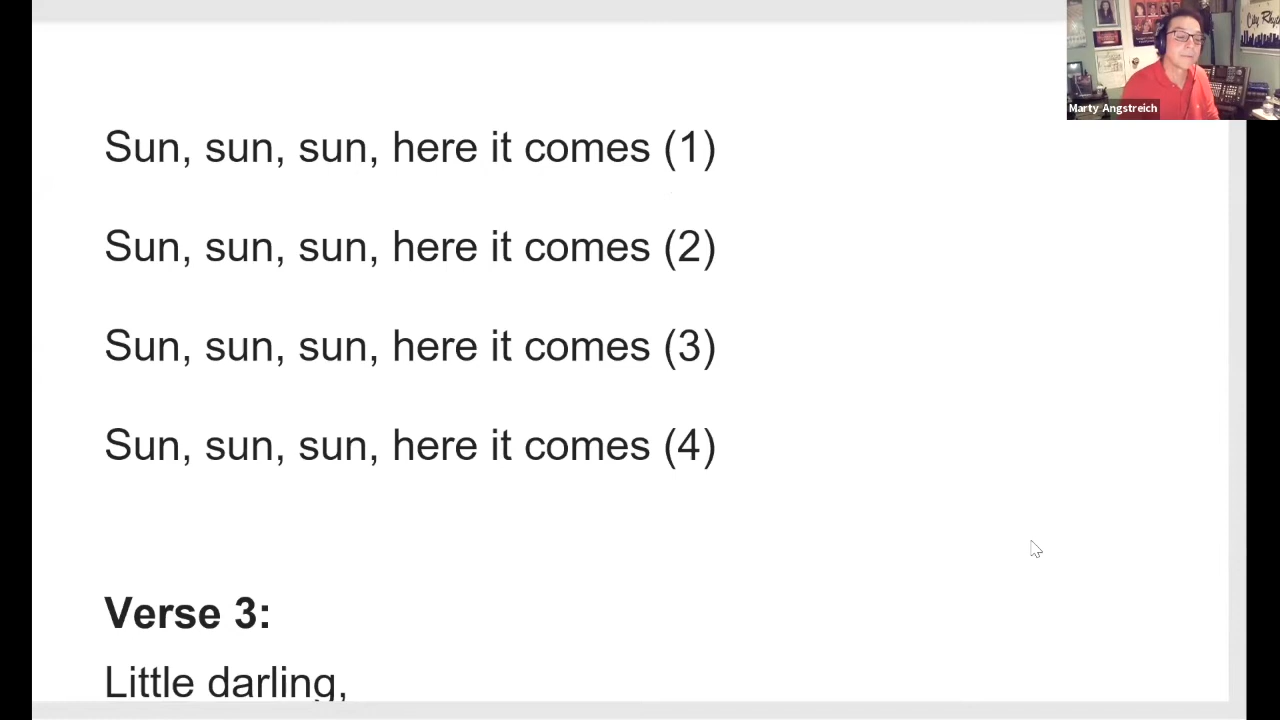 Sun, sun, sun, here it comes (1)
Sun, sun, sun, here it comes (2)
Sun, sun, sun, here it comes (3)
Sun, sun, sun, here it comes (4)
Verse 3:
Little darling,
Marty Angstreich